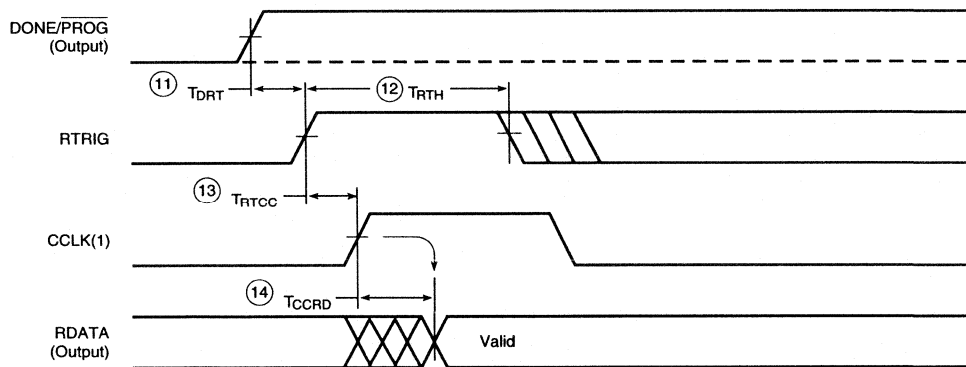 DONE/PROG
(Output)
11 TDRT
12 TRTH
RTRIG
13 TRTCC
CCLK(1)
14 TCCRD
RDATA
(Output)
Valid